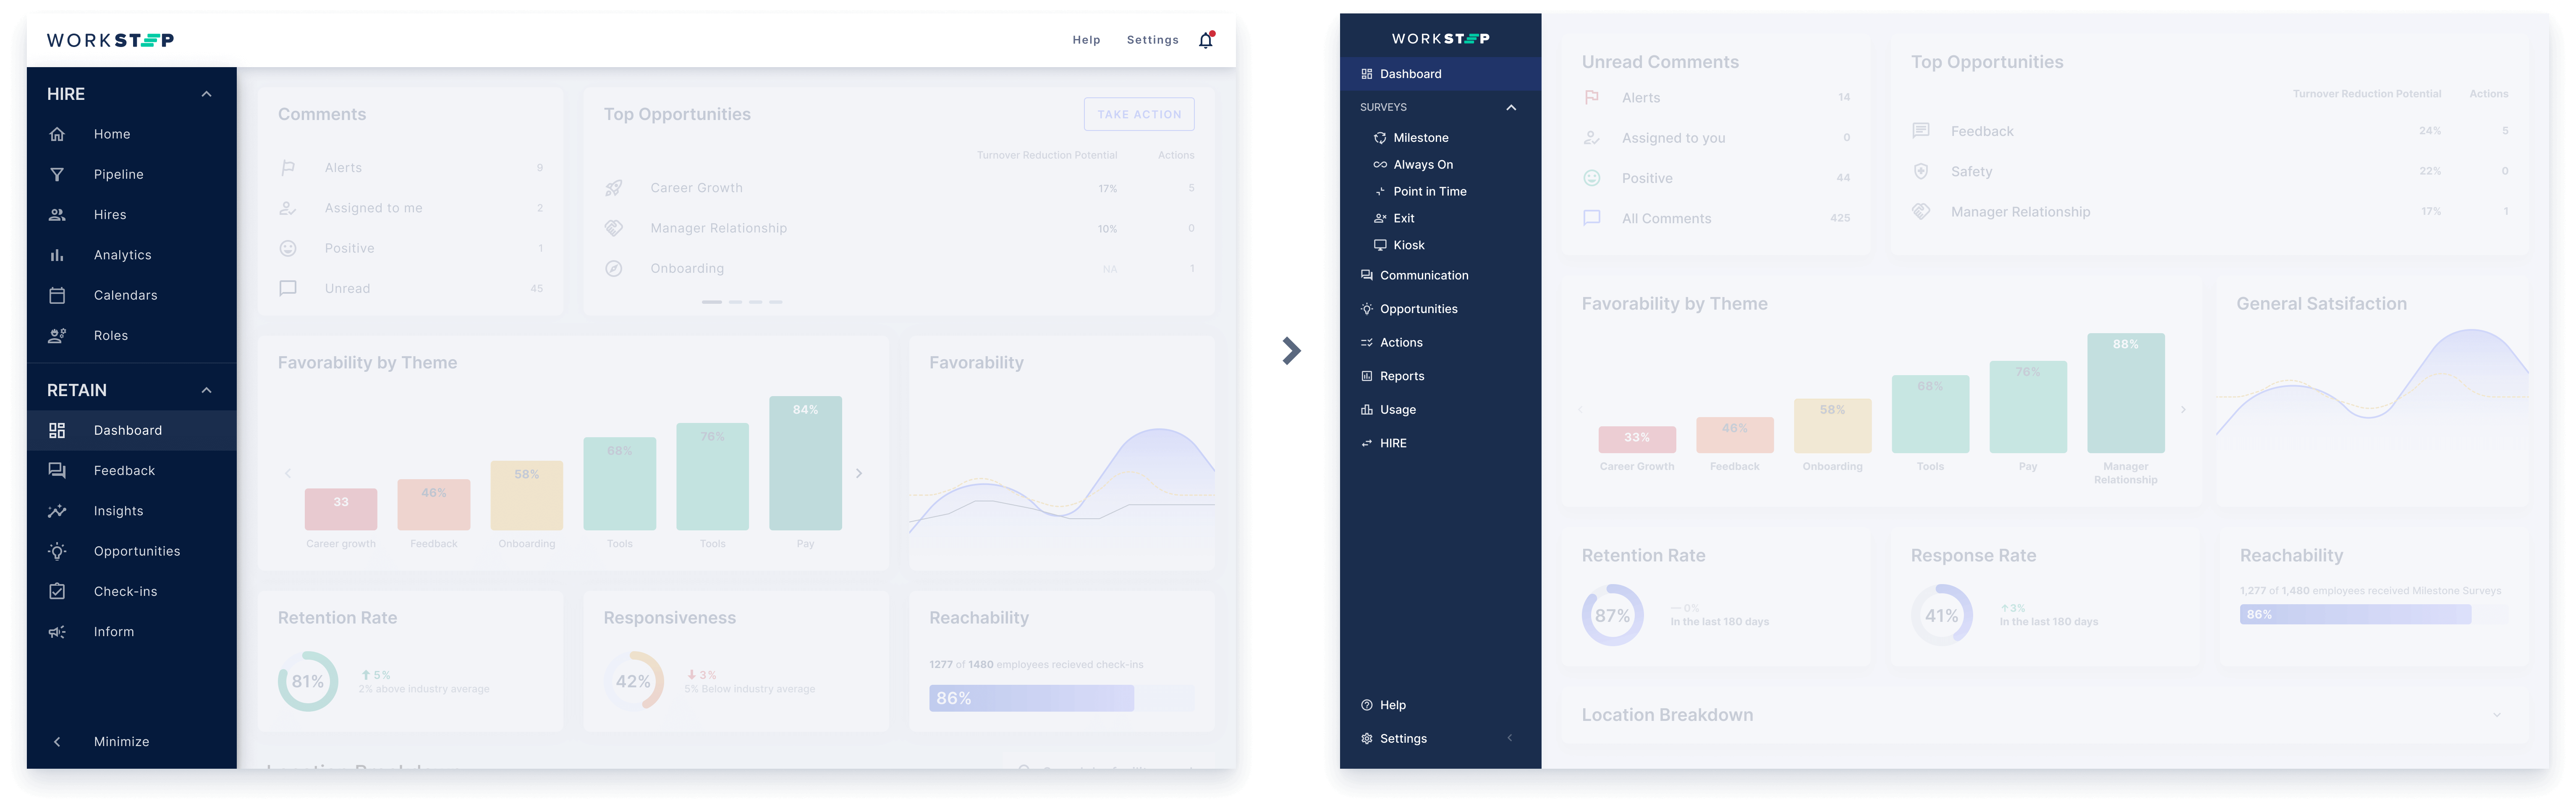 WORKSTEP
Help Settings
HIRE
Home
Pipeline
Hires
Analytics
Calendars
Roles
RETAIN
Dashboard
Feedback
Insights
Opportunities
Check-ins
Inform
Minimize
Comments
Alerts 9
Assigned to me 2
Positive 1
Unread 45
Top Opportunities
TAKE ACTION
Turnover Reduction Potential Actions
Career Growth 17% 5
Manager Relationship 10% 0
Onboarding NA 1
Favorability by Theme
33 46% 58% 68% 76% 84%
Career growth Feedback Onboarding Tools Tools Pay
Favorability
Retention Rate
81%
5%
2% above industry average
Responsiveness
42%
3%
5% Below industry average
Reachability
1277 of 1480 employees recieved check-ins
86%
WORKSTEP
Dashboard
SURVEYS
Milestone
Always On
Point in Time
Exit
Kiosk
Communication
Opportunities
Actions
Reports
Usage
HIRE
Help
Settings
Unread Comments
Alerts 14
Assigned to you 0
Positive 44
All Comments 425
Top Opportunities
Turnover Reduction Potential Actions
Feedback 24% 5
Safety 22% 0
Manager Relationship 17% 1
Favorability by Theme
33% 46% 58% 68% 76% 88%
Career Growth Feedback Onboarding Tools Pay Manager
Relationship
General Satsifaction
Retention Rate
87%
— 0%
In the last 180 days
Response Rate
41%
3%
In the last 180 days
Reachability
1,277 of 1,480 employees received Milestone Surveys
86%
Location Breakdown